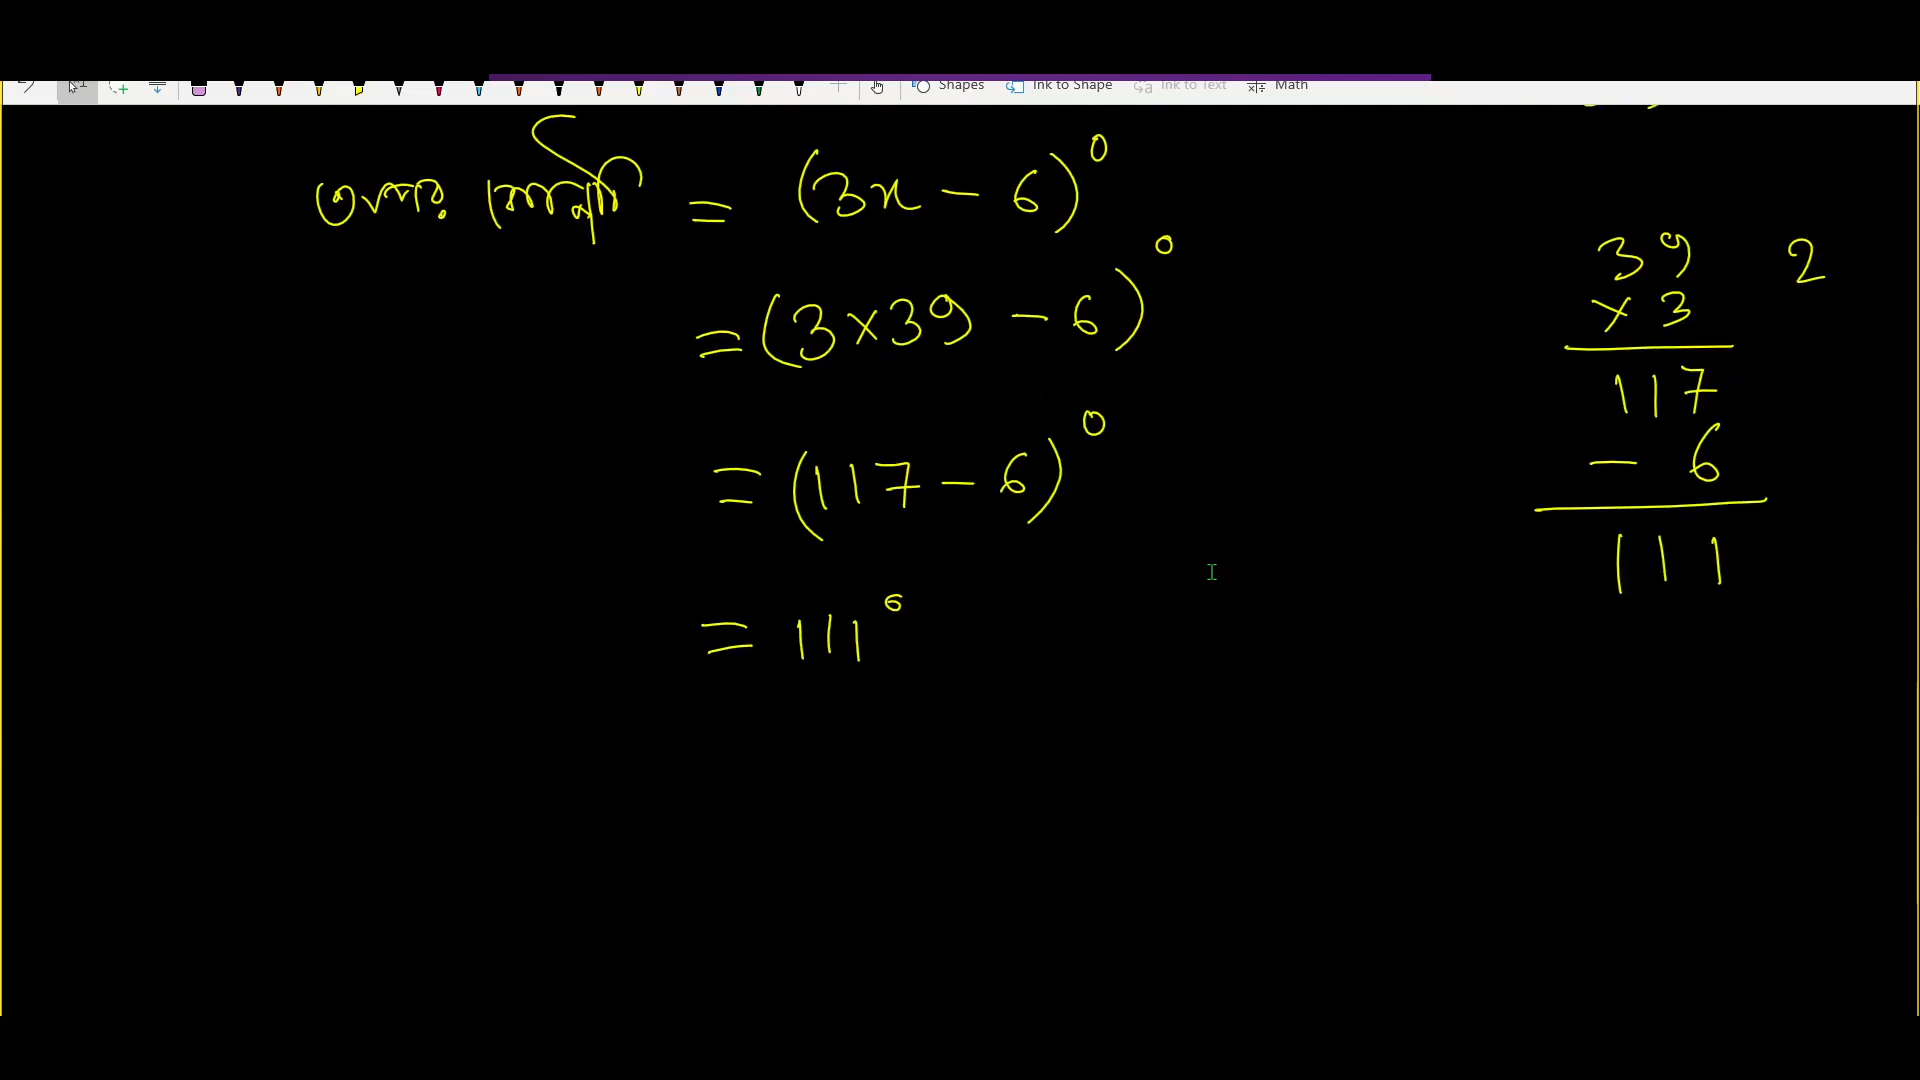 Shapes Ink to Shape Ink to Text Math
= (3x - 6)⁰
= (3×39 - 6)⁰
= (117 - 6)⁰
= 111⁰
39 2
× 3
117
- 6
111